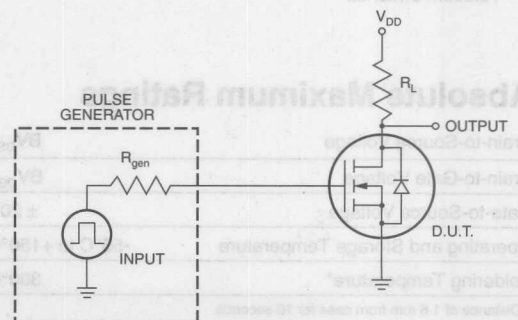 V_DD
R_L
PULSE
GENERATOR
OUTPUT
R_gen
D.U.T.
INPUT
Absolute Maximum Ratings
Drain-to-Source Voltage
Drain-to-Gate Voltage
Gate-to-Source Voltage
Operating and Storage Temperature
Soldering Temperature*
Distance of 1.6 mm from case for 10 seconds.